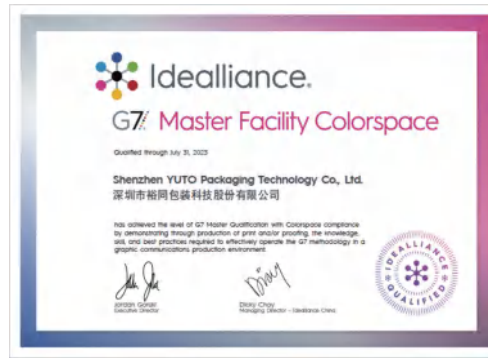 Idealliance.
G7 Master Facility Colorspace
Qualified through July 31, 2023
Shenzhen YUTO Packaging Technology Co., Ltd.
深圳市裕同包装科技股份有限公司
has achieved the level of G7 Master Qualification with Colorspace compliance
by demonstrating through production of print and/or proofing, the knowledge,
skill, and best practices required to effectively operate the G7 methodology in a
graphic communications production environment.
Jordan Gorski
Executive Director
Dilory Choy
Managing Director – Idealliance China
IDEALLIANCE
QUALIFIED